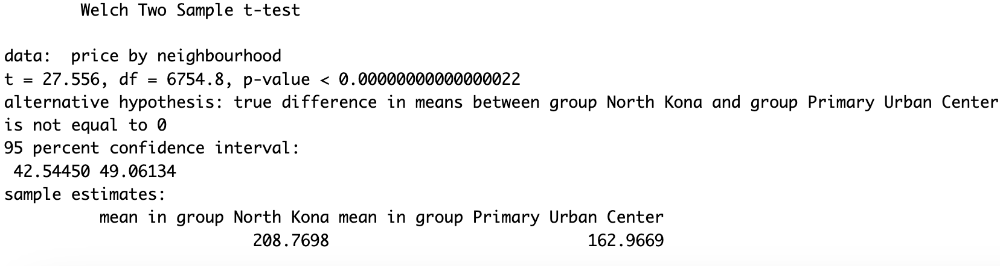 Welch Two Sample t-test
data:  price by neighbourhood
t = 27.556, df = 6754.8, p-value < 0.00000000000000022
alternative hypothesis: true difference in means between group North Kona and group Primary Urban Center
is not equal to 0
95 percent confidence interval:
 42.54450 49.06134
sample estimates:
mean in group North Kona mean in group Primary Urban Center
208.7698 162.9669